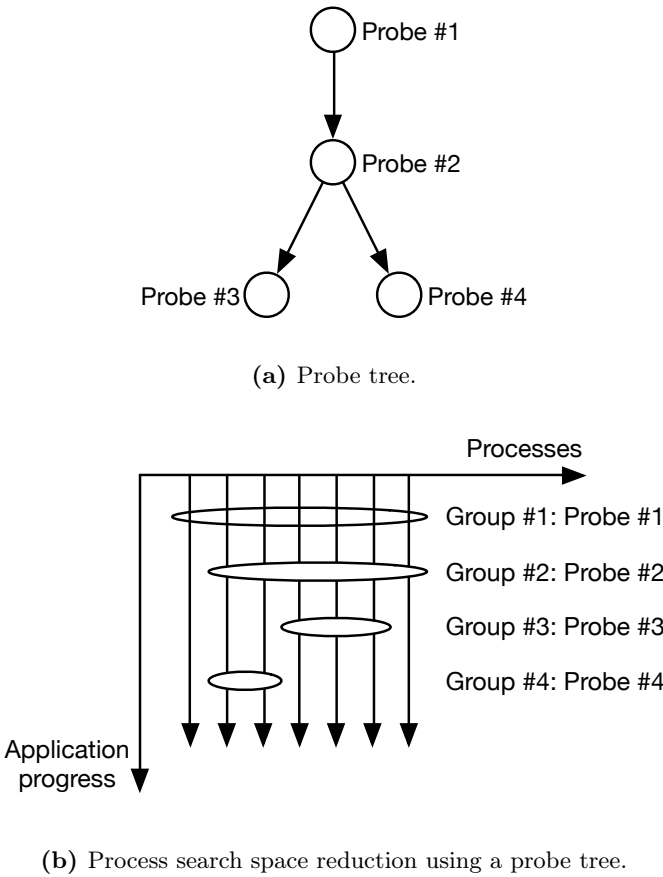 Probe #1
Probe #2
Probe #3
Probe #4
(a) Probe tree.
Processes
Group #1: Probe #1
Group #2: Probe #2
Group #3: Probe #3
Group #4: Probe #4
Application
progress
(b) Process search space reduction using a probe tree.